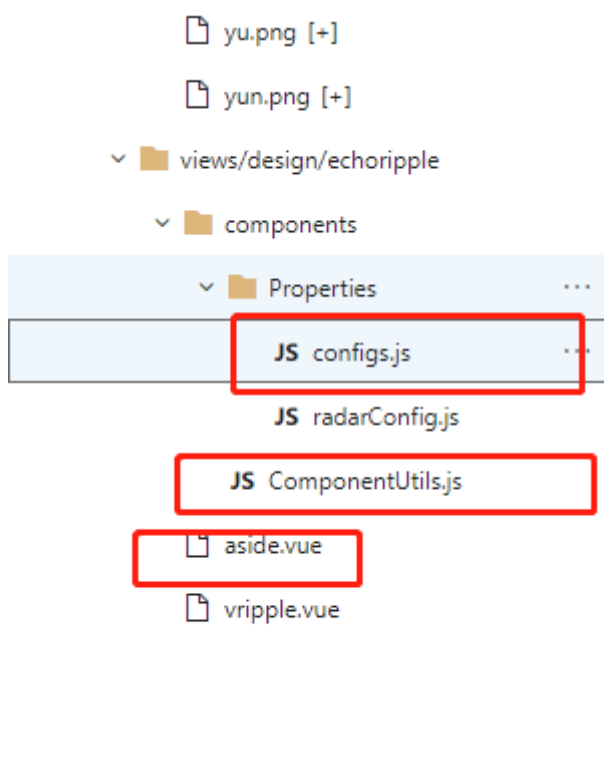 yu.png [+]
yun.png [+]
views/design/echoripple
components
Properties ...
JS configs.js ...
JS radarConfig.js
JS ComponentUtils.js
aside.vue
vripple.vue